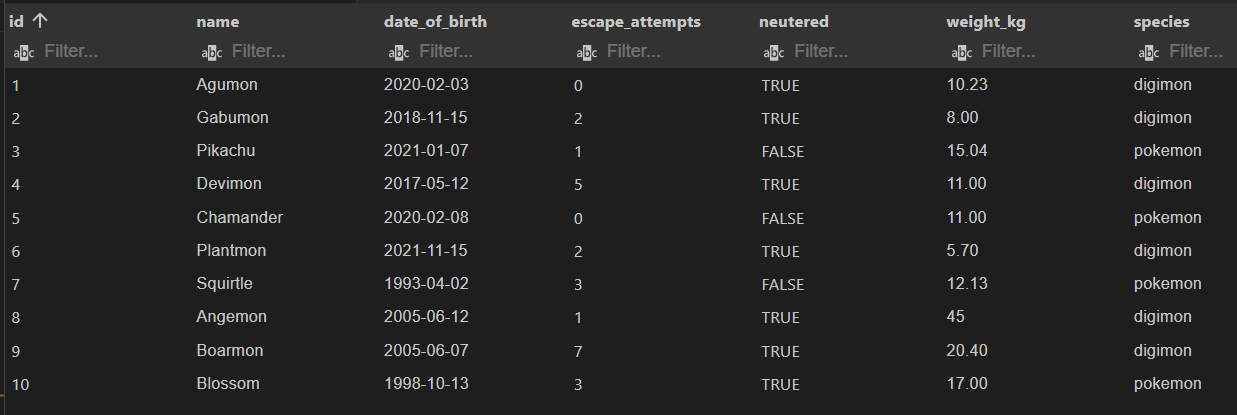 id ↑ name date_of_birth escape_attempts neutered weight_kg species
abc Filter... abc Filter... abc Filter... abc Filter... abc Filter... abc Filter... abc Filter...
1 Agumon 2020-02-03 0 TRUE 10.23 digimon
2 Gabumon 2018-11-15 2 TRUE 8.00 digimon
3 Pikachu 2021-01-07 1 FALSE 15.04 pokemon
4 Devimon 2017-05-12 5 TRUE 11.00 digimon
5 Chamander 2020-02-08 0 FALSE 11.00 pokemon
6 Plantmon 2021-11-15 2 TRUE 5.70 digimon
7 Squirtle 1993-04-02 3 FALSE 12.13 pokemon
8 Angemon 2005-06-12 1 TRUE 45 digimon
9 Boarmon 2005-06-07 7 TRUE 20.40 digimon
10 Blossom 1998-10-13 3 TRUE 17.00 pokemon